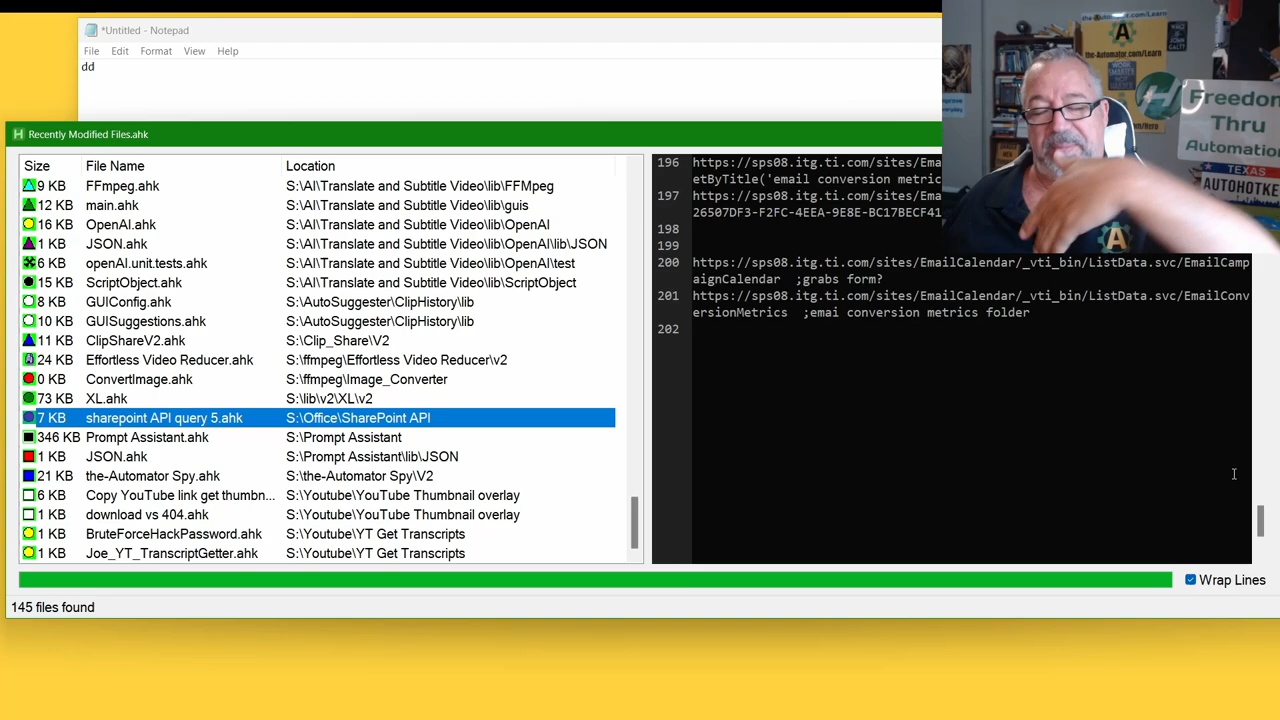 *Untitled - Notepad
File Edit Format View Help
dd
the-Automator.com/Learn
the-Automator.com/Learn
WORK SMARTER NOT HARDER
Freedom
Thru
Automation
TEXAS
AUTOHOTKE
Recently Modified Files.ahk
Size File Name Location
9 KB FFmpeg.ahk S:\AI\Translate and Subtitle Video\lib\FFMpeg
12 KB main.ahk S:\AI\Translate and Subtitle Video\lib\guis
16 KB OpenAI.ahk S:\AI\Translate and Subtitle Video\lib\OpenAI
1 KB JSON.ahk S:\AI\Translate and Subtitle Video\lib\OpenAI\lib\JSON
6 KB openAI.unit.tests.ahk S:\AI\Translate and Subtitle Video\lib\OpenAI\test
15 KB ScriptObject.ahk S:\AI\Translate and Subtitle Video\lib\ScriptObject
8 KB GUIConfig.ahk S:\AutoSuggester\ClipHistory\lib
10 KB GUISuggestions.ahk S:\AutoSuggester\ClipHistory\lib
11 KB ClipShareV2.ahk S:\Clip_Share\V2
24 KB Effortless Video Reducer.ahk S:\ffmpeg\Effortless Video Reducer\v2
0 KB ConvertImage.ahk S:\ffmpeg\Image_Converter
73 KB XL.ahk S:\lib\v2\XL\v2
7 KB sharepoint API query 5.ahk S:\Office\SharePoint API
346 KB Prompt Assistant.ahk S:\Prompt Assistant
1 KB JSON.ahk S:\Prompt Assistant\lib\JSON
21 KB the-Automator Spy.ahk S:\the-Automator Spy\V2
6 KB Copy YouTube link get thumbn... S:\Youtube\YouTube Thumbnail overlay
1 KB download vs 404.ahk S:\Youtube\YouTube Thumbnail overlay
1 KB BruteForceHackPassword.ahk S:\Youtube\YT Get Transcripts
1 KB Joe_YT_TranscriptGetter.ahk S:\Youtube\YT Get Transcripts
196 https://sps08.itg.ti.com/sites/Ema
etByTitle('email conversion metric
197 https://sps08.itg.ti.com/sites/Ema
26507DF3-F2FC-4EEA-9E8E-BC17BECF41
198
199
200 https://sps08.itg.ti.com/sites/EmailCalendar/_vti_bin/ListData.svc/EmailCamp
aignCalendar ;grabs form?
201 https://sps08.itg.ti.com/sites/EmailCalendar/_vti_bin/ListData.svc/EmailConv
ersionMetrics ;emai conversion metrics folder
202
Wrap Lines
145 files found